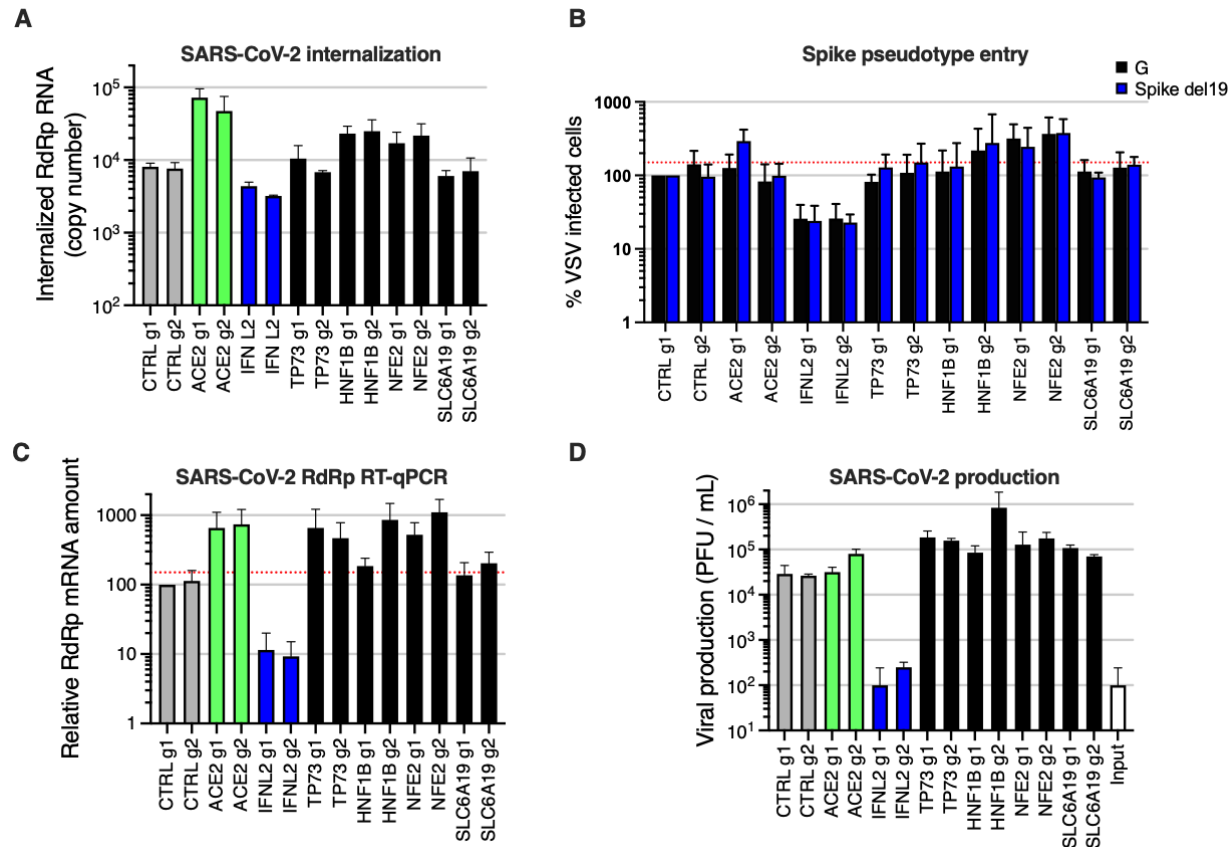 A
SARS-CoV-2 internalization
Internalized RdRp RNA
(copy number)
10^5
10^4
10^3
10^2
CTRL g1
CTRL g2
ACE2 g1
ACE2 g2
IFN L2
IFN L2
TP73 g1
TP73 g2
HNF1B g1
HNF1B g2
NFE2 g1
NFE2 g2
SLC6A19 g1
SLC6A19 g2
B
Spike pseudotype entry
G
Spike del19
% VSV infected cells
1000
100
10
1
CTRL g1
CTRL g2
ACE2 g1
ACE2 g2
IFNL2 g1
IFNL2 g2
TP73 g1
TP73 g2
HNF1B g1
HNF1B g2
NFE2 g1
NFE2 g2
SLC6A19 g1
SLC6A19 g2
C
SARS-CoV-2 RdRp RT-qPCR
Relative RdRp mRNA amount
1000
100
10
1
CTRL g1
CTRL g2
ACE2 g1
ACE2 g2
IFNL2 g1
IFNL2 g2
TP73 g1
TP73 g2
HNF1B g1
HNF1B g2
NFE2 g1
NFE2 g2
SLC6A19 g1
SLC6A19 g2
D
SARS-CoV-2 production
Viral production (PFU / mL)
10^6
10^5
10^4
10^3
10^2
10^1
CTRL g1
CTRL g2
ACE2 g1
ACE2 g2
IFNL2 g1
IFNL2 g2
TP73 g1
TP73 g2
HNF1B g1
HNF1B g2
NFE2 g1
NFE2 g2
SLC6A19 g1
SLC6A19 g2
Input